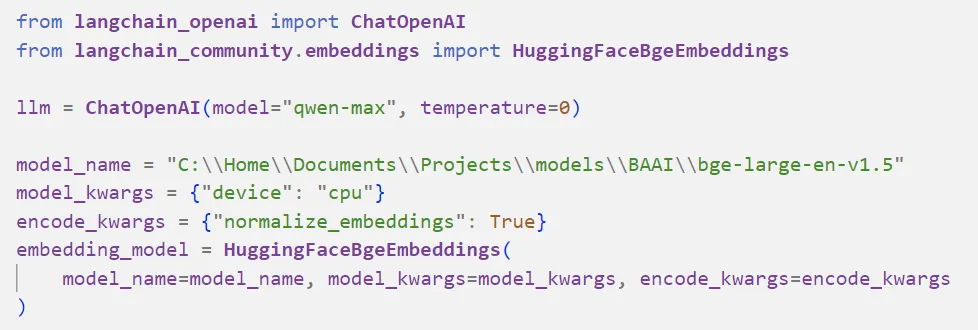 from langchain_openai import ChatOpenAI
from langchain_community.embeddings import HuggingFaceBgeEmbeddings
llm = ChatOpenAI(model="qwen-max", temperature=0)
model_name = "C:\\Home\\Documents\\Projects\\models\\BAAI\\bge-large-en-v1.5"
model_kwargs = {"device": "cpu"}
encode_kwargs = {"normalize_embeddings": True}
embedding_model = HuggingFaceBgeEmbeddings(
    model_name=model_name, model_kwargs=model_kwargs, encode_kwargs=encode_kwargs
)